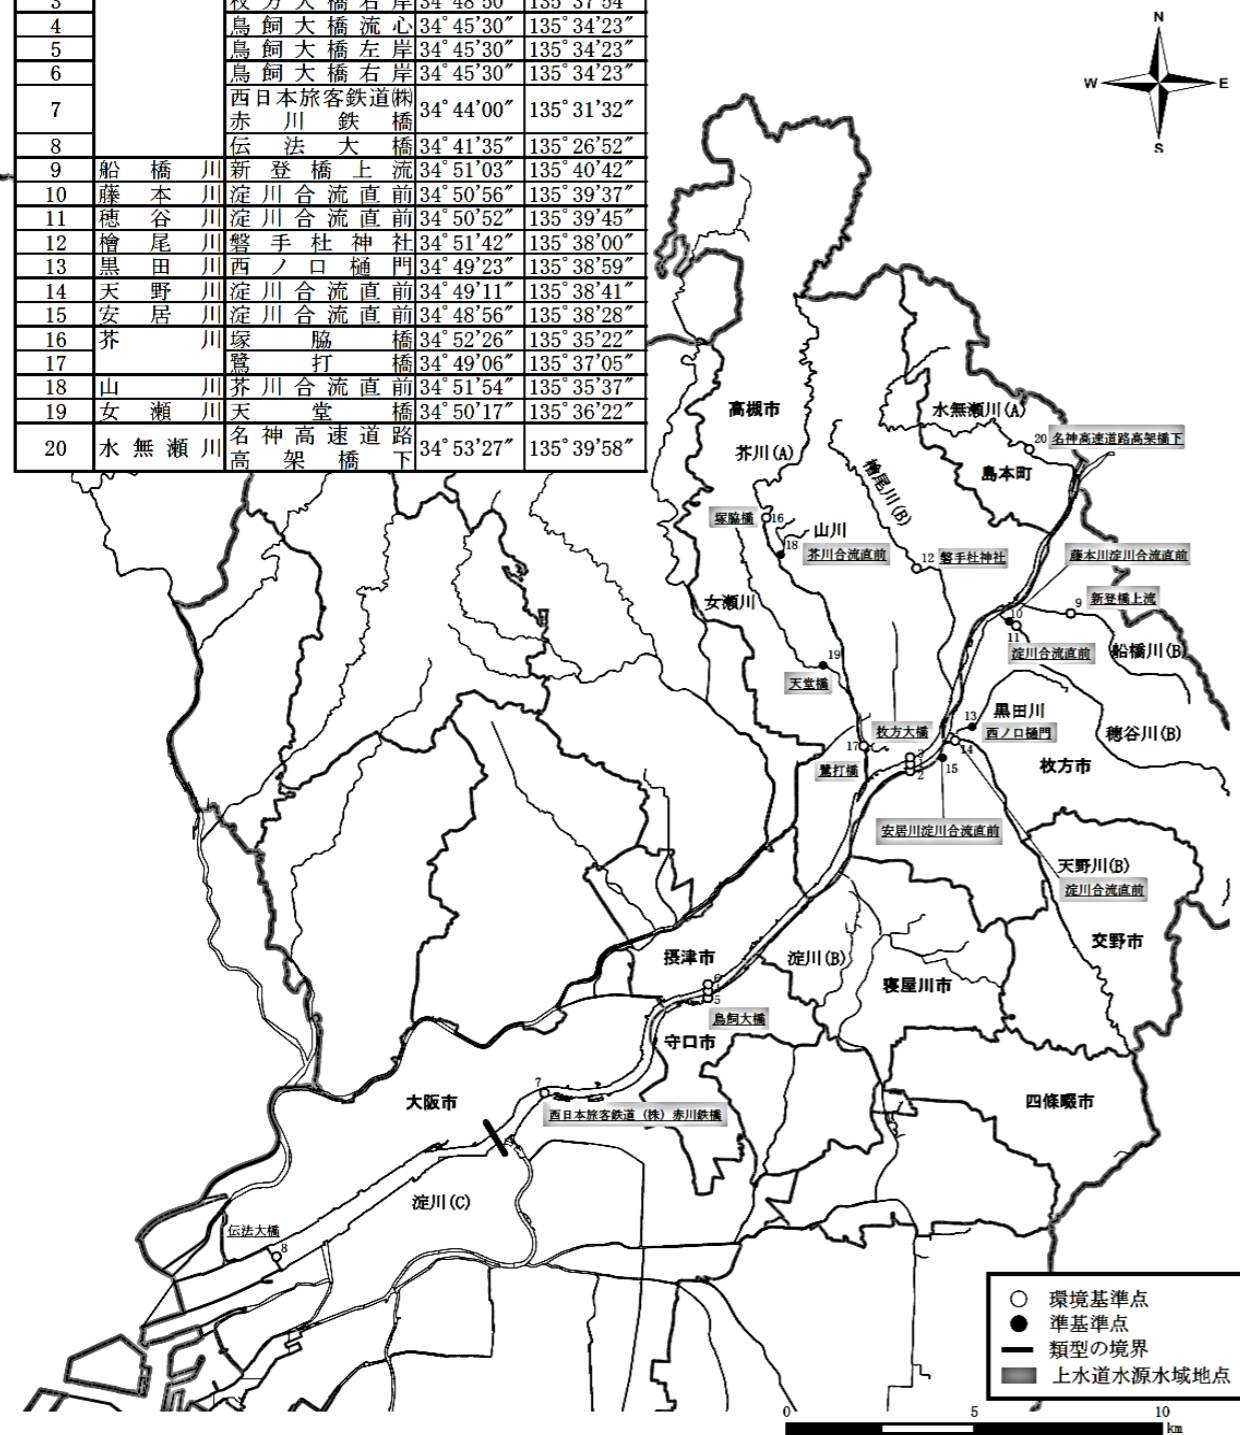 3 枚方大橋右岸 34°48′50″ 135°37′54″
4 鳥飼大橋流心 34°45′30″ 135°34′23″
5 鳥飼大橋左岸 34°45′30″ 135°34′23″
6 鳥飼大橋右岸 34°45′30″ 135°34′23″
7 西日本旅客鉄道㈱
赤川鉄橋 34°44′00″ 135°31′32″
8 伝法大橋 34°41′35″ 135°26′52″
9 船橋川 新登橋上流 34°51′03″ 135°40′42″
10 藤本川 淀川合流直前 34°50′56″ 135°39′37″
11 穂谷川 淀川合流直前 34°50′52″ 135°39′45″
12 檜尾川 磐手杜神社 34°51′42″ 135°38′00″
13 黒田川 西ノ口樋門 34°49′23″ 135°38′59″
14 天野川 淀川合流直前 34°49′11″ 135°38′41″
15 安居川 淀川合流直前 34°48′56″ 135°38′28″
16 芥川 塚脇橋 34°52′26″ 135°35′22″
17 鷺打橋 34°49′06″ 135°37′05″
18 山川 芥川合流直前 34°51′54″ 135°35′37″
19 女瀬川 天堂橋 34°50′17″ 135°36′22″
20 水無瀬川 名神高速道路
高架橋下 34°53′27″ 135°39′58″
N
W E
S
高槻市
水無瀬川(A)
20 名神高速道路高架橋下
芥川(A)
檜尾川(B)
島本町
塚脇橋 16
山川
18 芥川合流直前
12 磐手杜神社
藤本川淀川合流直前
女瀬川
9 新登橋上流
10
11
淀川合流直前
船橋川(B)
19
天堂橋
13 黒田川
枚方大橋
西ノ口樋門
穂谷川(B)
17
鷺打橋
3
1
2
14
15
枚方市
安居川淀川合流直前
天野川(B)
淀川合流直前
摂津市
淀川(B)
交野市
寝屋川市
6
4
5
鳥飼大橋
守口市
7
大阪市
西日本旅客鉄道（株）赤川鉄橋
四條畷市
淀川(C)
伝法大橋
8
環境基準点
準基準点
類型の境界
上水道水源水域地点
0 5 10
km